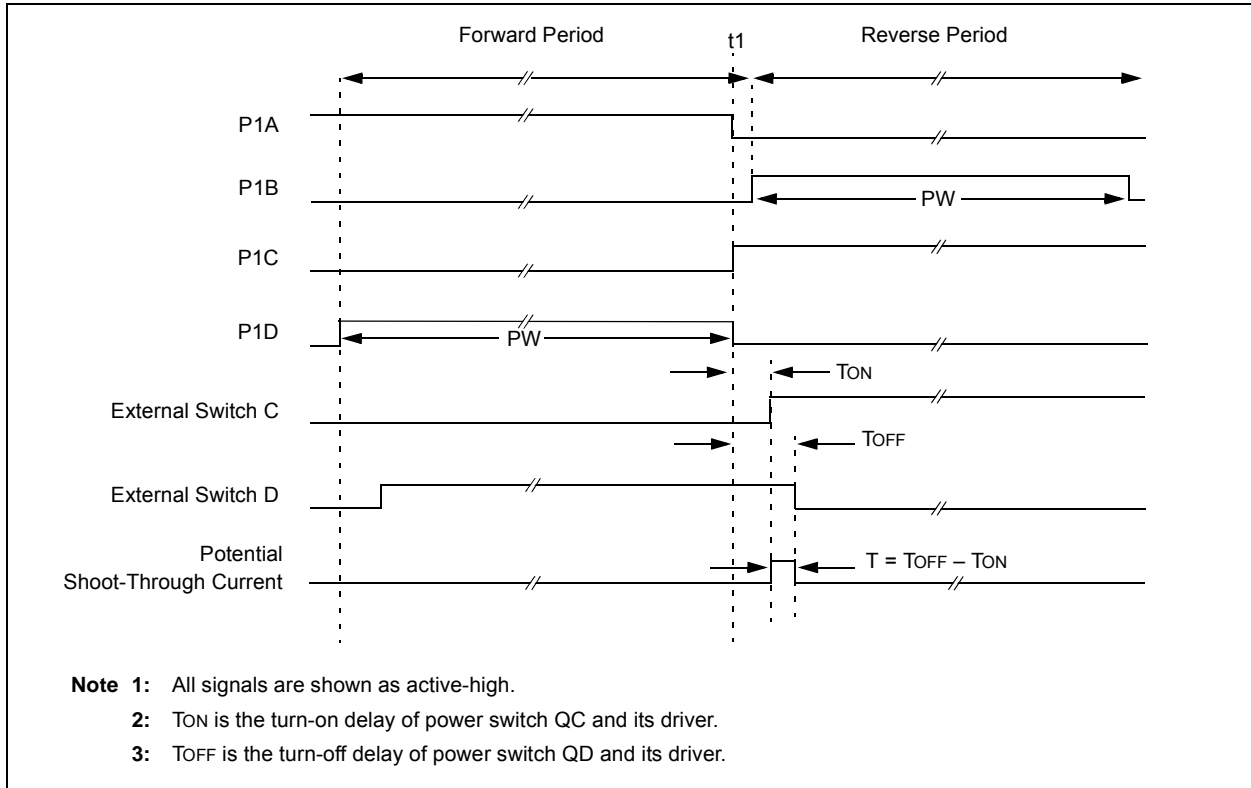 Forward Period
t1
Reverse Period
P1A
P1B
PW
P1C
P1D
PW
TON
External Switch C
TOFF
External Switch D
Potential
Shoot-Through Current
T = TOFF – TON
Note 1: All signals are shown as active-high.
2: TON is the turn-on delay of power switch QC and its driver.
3: TOFF is the turn-off delay of power switch QD and its driver.